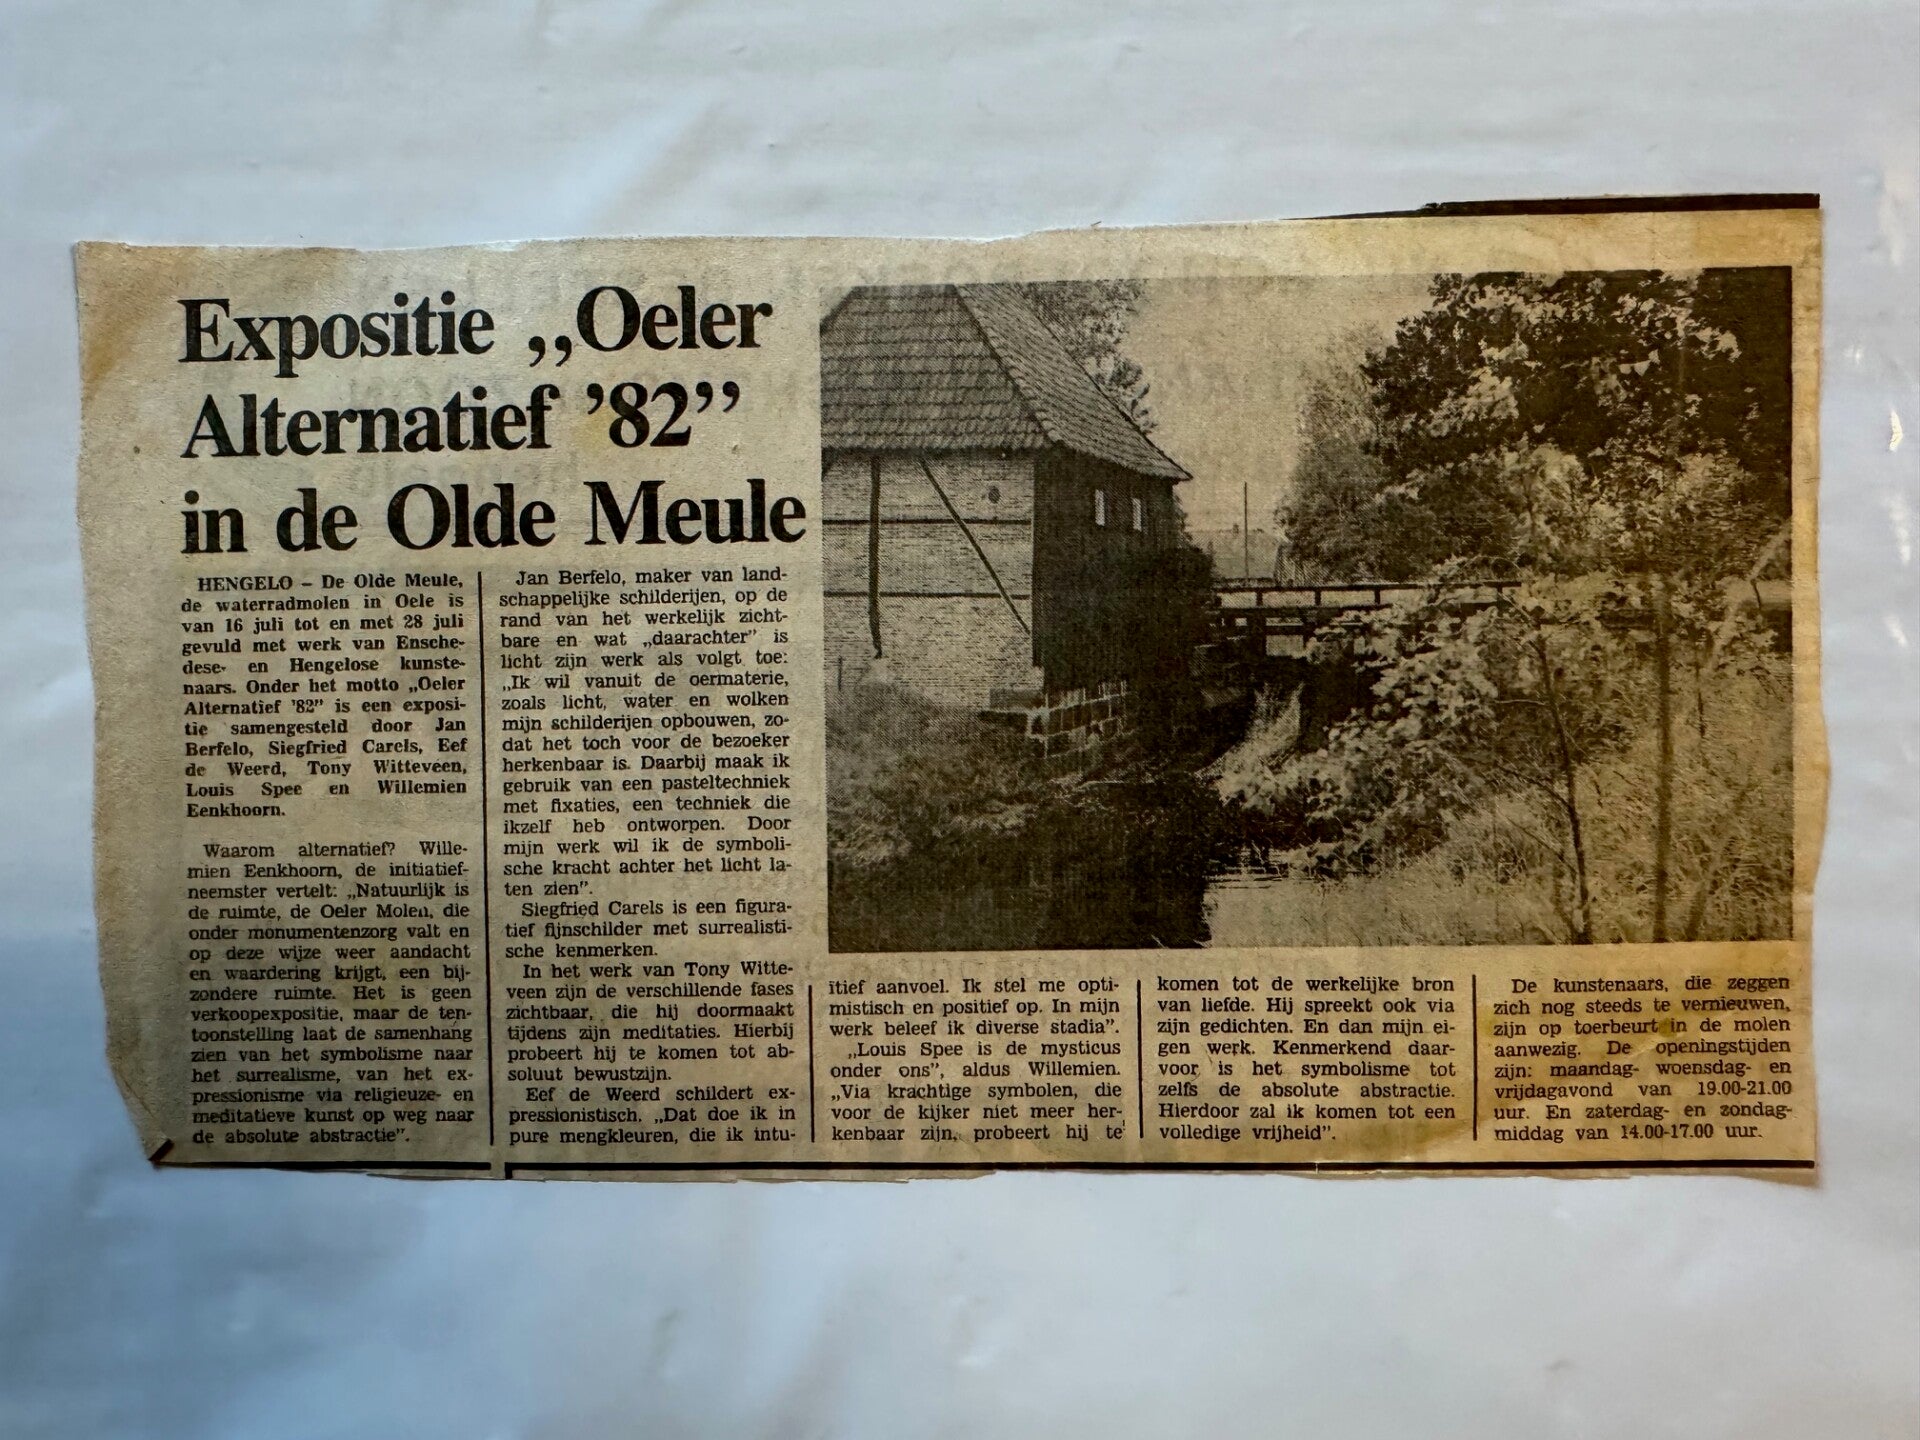 Expositie „Oeler
Alternatief ’82”
in de Olde Meule
HENGELO – De Olde Meule,
de waterradmolen in Oele is
van 16 juli tot en met 28 juli
gevuld met werk van Ensche-
dese- en Hengelose kunste-
naars. Onder het motto „Oeler
Alternatief ’82” is een exposi-
tie samengesteld door Jan
Berfelo, Siegfried Carels, Eef
de Weerd, Tony Witteveen,
Louis Spee en Willemien
Eenkhoorn.
Waarom alternatief? Wille-
mien Eenkhoorn, de initiatief-
neemster vertelt: „Natuurlijk is
de ruimte, de Oeler Molen, die
onder monumentenzorg valt en
op deze wijze weer aandacht
en waardering krijgt, een bij-
zondere ruimte. Het is geen
verkoopexpositie, maar de ten-
toonstelling laat de samenhang
zien van het symbolisme naar
het surrealisme, van het ex-
pressionisme via religieuze- en
meditatieve kunst op weg naar
de absolute abstractie”.
Jan Berfelo, maker van land-
schappelijke schilderijen, op de
rand van het werkelijk zicht-
bare en wat „daarachter” is
licht zijn werk als volgt toe:
„Ik wil vanuit de oermaterie,
zoals licht, water en wolken
mijn schilderijen opbouwen, zo-
dat het toch voor de bezoeker
herkenbaar is. Daarbij maak ik
gebruik van een pasteltechniek
met fixaties, een techniek die
ikzelf heb ontworpen. Door
mijn werk wil ik de symboli-
sche kracht achter het licht la-
ten zien”.
Siegfried Carels is een figura-
tief fijnschilder met surrealisti-
sche kenmerken.
In het werk van Tony Witte-
veen zijn de verschillende fases
zichtbaar, die hij doormaakt
tijdens zijn meditaties. Hierbij
probeert hij te komen tot ab-
soluut bewustzijn.
Eef de Weerd schildert ex-
pressionistisch. „Dat doe ik in
pure mengkleuren, die ik intu-
ïtief aanvoel. Ik stel me opti-
mistisch en positief op. In mijn
werk beleef ik diverse stadia”.
„Louis Spee is de mysticus
onder ons”, aldus Willemien.
„Via krachtige symbolen, die
voor de kijker niet meer her-
kenbaar zijn, probeert hij te
komen tot de werkelijke bron
van liefde. Hij spreekt ook via
zijn gedichten. En dan mijn ei-
gen werk. Kenmerkend daar-
voor is het symbolisme tot
zelfs de absolute abstractie.
Hierdoor zal ik komen tot een
volledige vrijheid”.
De kunstenaars, die zeggen
zich nog steeds te vernieuwen,
zijn op toerbeurt in de molen
aanwezig. De openingstijden
zijn: maandag- woensdag- en
vrijdagavond van 19.00-21.00
uur. En zaterdag- en zondag-
middag van 14.00-17.00 uur.